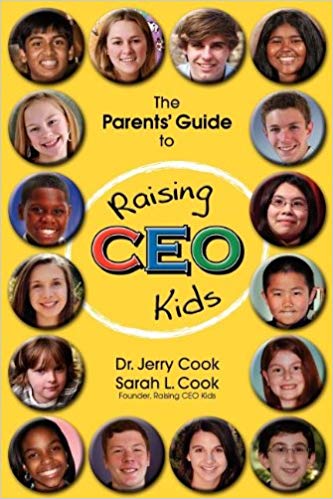 The
Parents' Guide
to
Raising
CEO
Kids
Dr. Jerry Cook
Sarah L. Cook
Founder, Raising CEO Kids